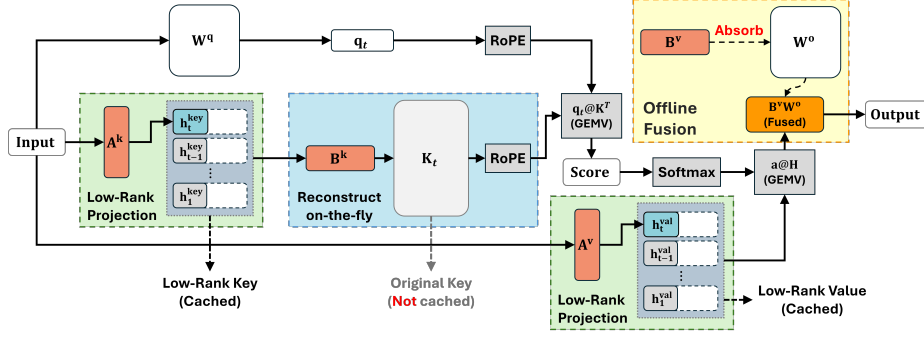 W^q
q_t
RoPE
B^v
Absorb
W^o
Offline
Fusion
B^vW^o
(Fused)
Output
Input
A^k
h_t^key
h_{t-1}^key
⋮
h_1^key
Low-Rank
Projection
B^k
K_t
RoPE
Reconstruct
on-the-fly
q_t@K^T
(GEMV)
Score
Softmax
a@H
(GEMV)
A^v
h_t^val
h_{t-1}^val
⋮
h_1^val
Low-Rank
Projection
Low-Rank Key
(Cached)
Original Key
(Not cached)
Low-Rank Value
(Cached)